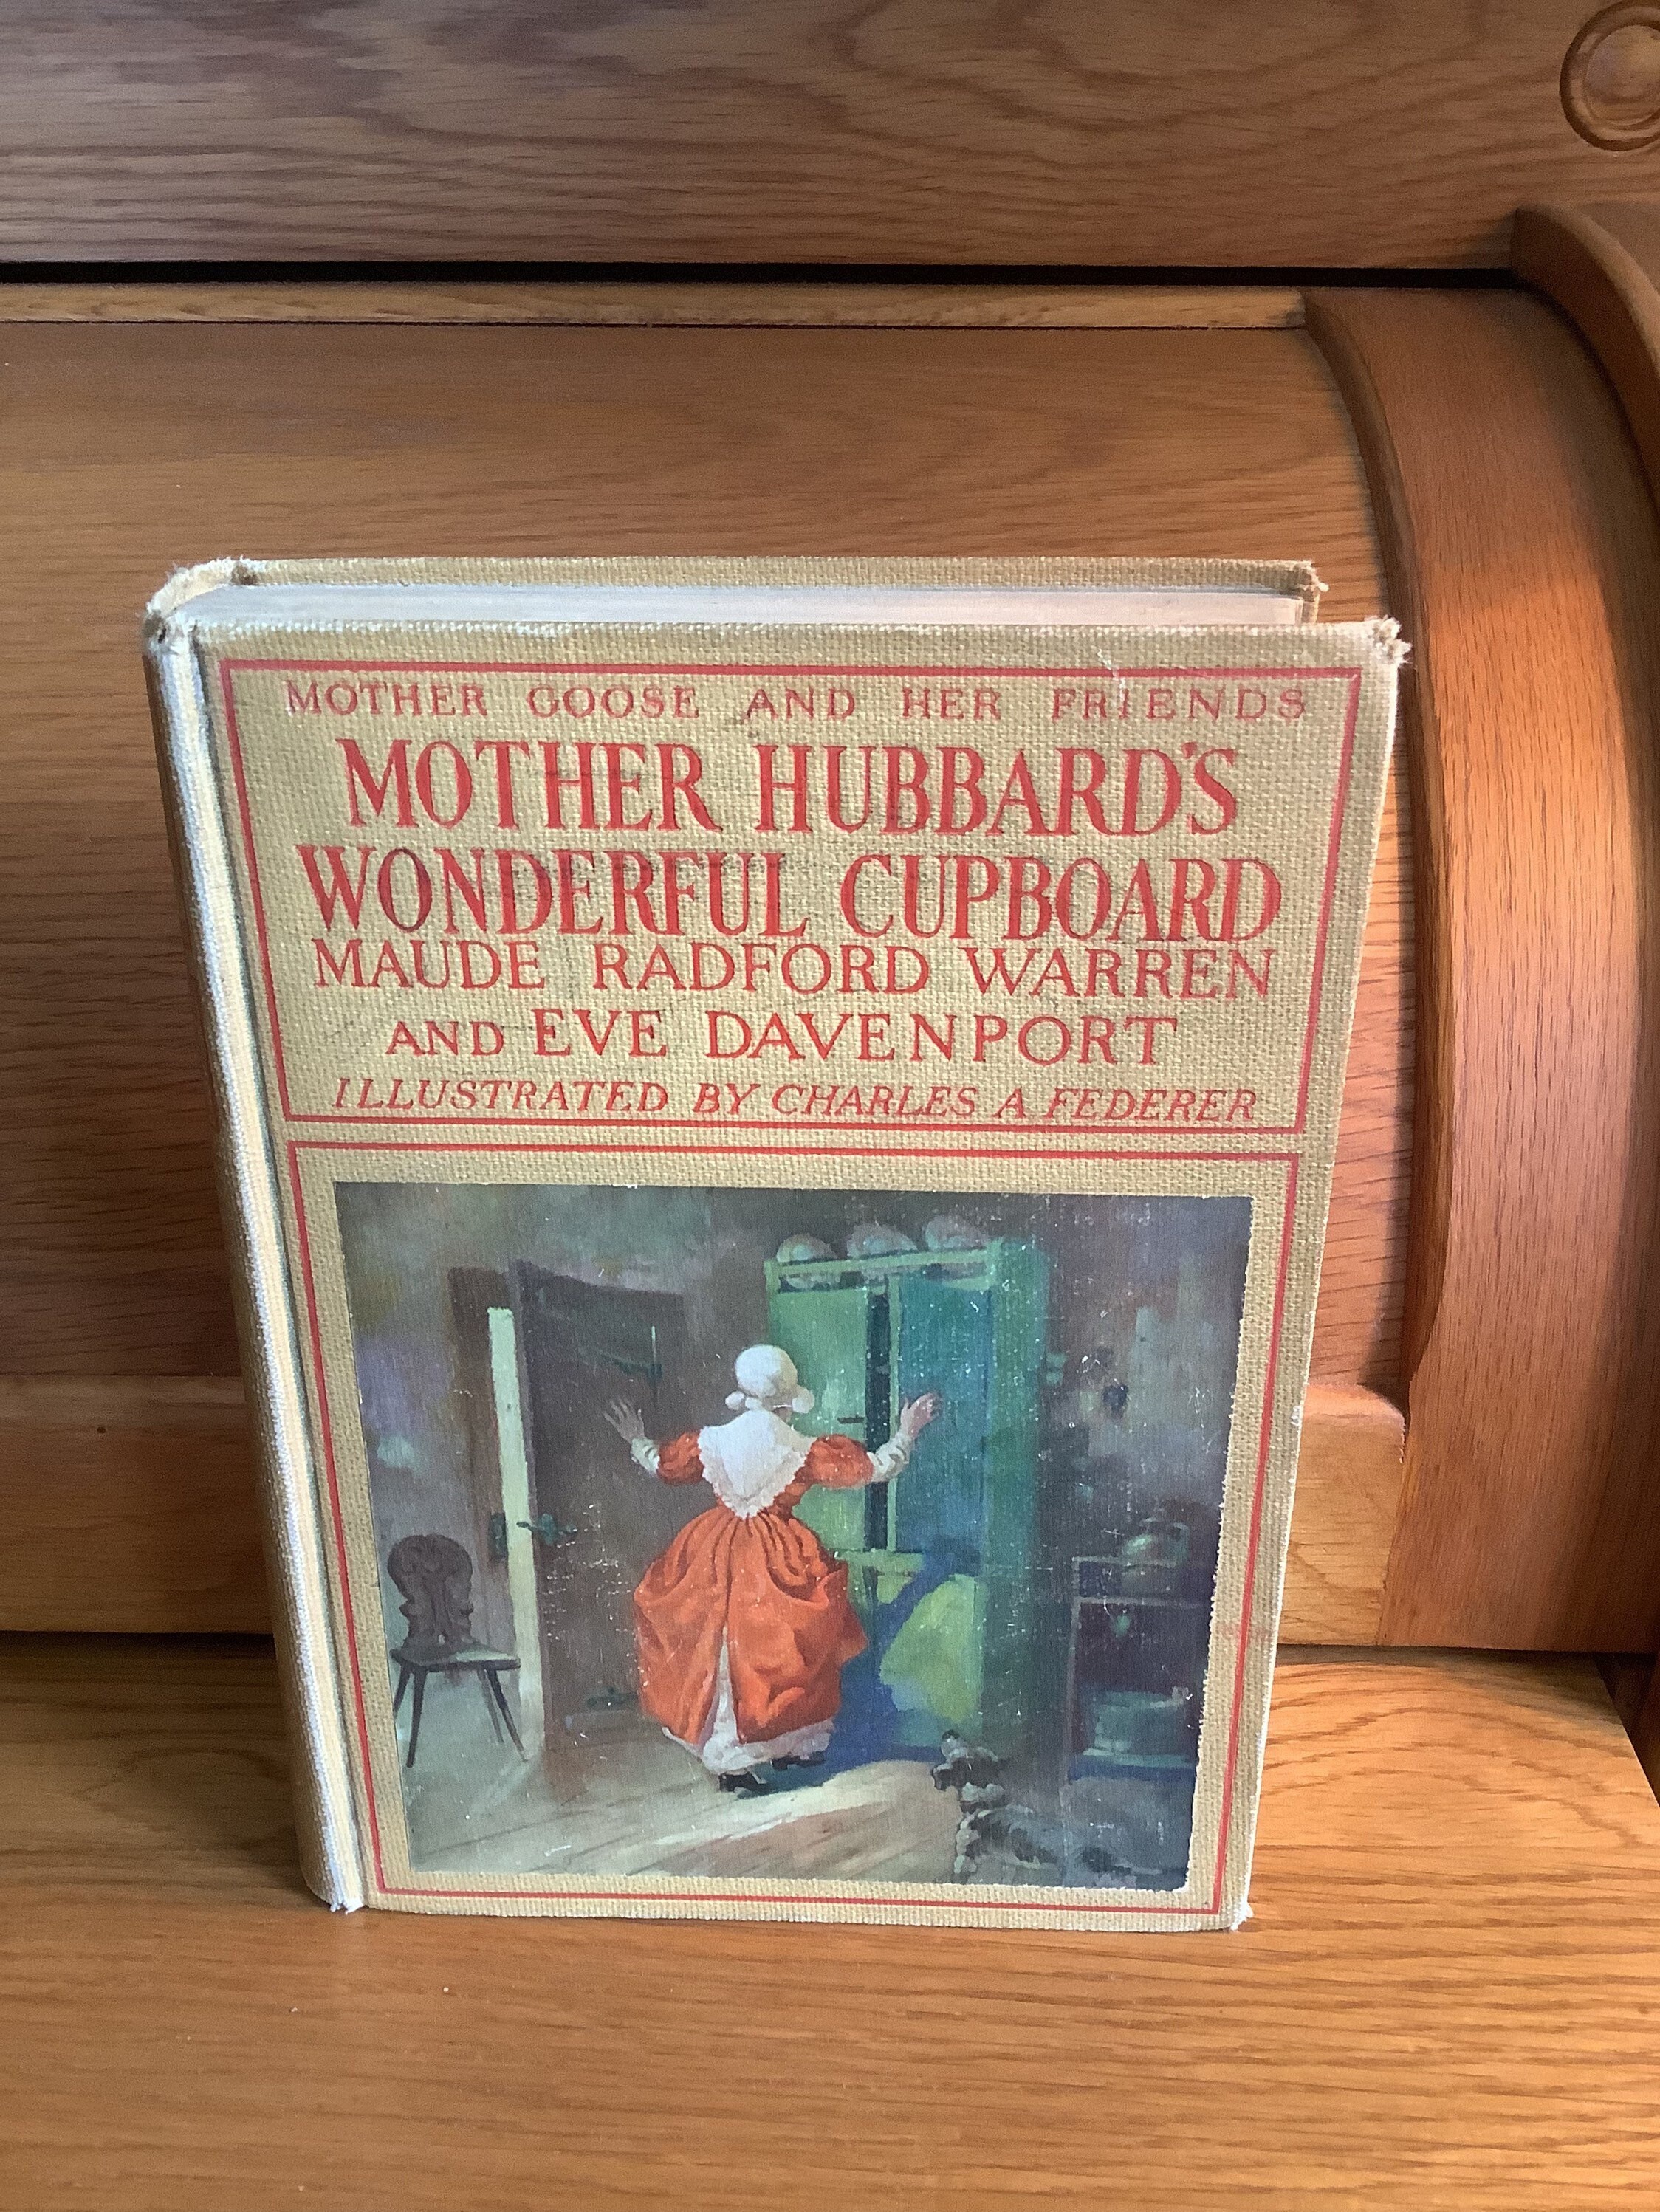 MOTHER GOOSE AND HER FRIENDS
MOTHER HUBBARD'S
WONDERFUL CUPBOARD
MAUDE RADFORD WARREN
AND EVE DAVENPORT
ILLUSTRATED BY CHARLES A FEDERER